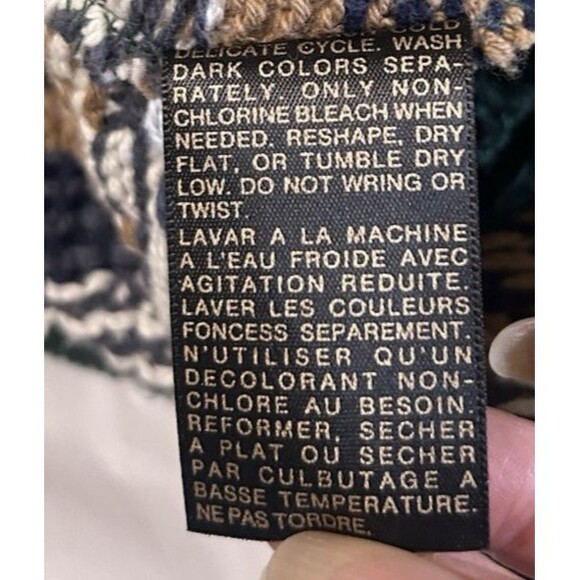 COLD
DELICATE CYCLE. WASH
DARK COLORS SEPA-
RATELY, ONLY NON-
CHLORINE BLEACH WHEN
NEEDED. RESHAPE, DRY
FLAT, OR TUMBLE DRY
LOW. DO NOT WRING OR
TWIST.
LAVAR A LA MACHINE
A L'EAU FROIDE AVEC
AGITATION REDUITE.
LAVER LES COULEURS
FONCESS SEPAREMENT.
N'UTILISER QU'UN
DECOLORANT NON-
CHLORE AU BESOIN.
REFORMER, SECHER
A PLAT OU SECHER
PAR CULBUTAGE A
BASSE TEMPERATURE.
NE PAS TORDRE.